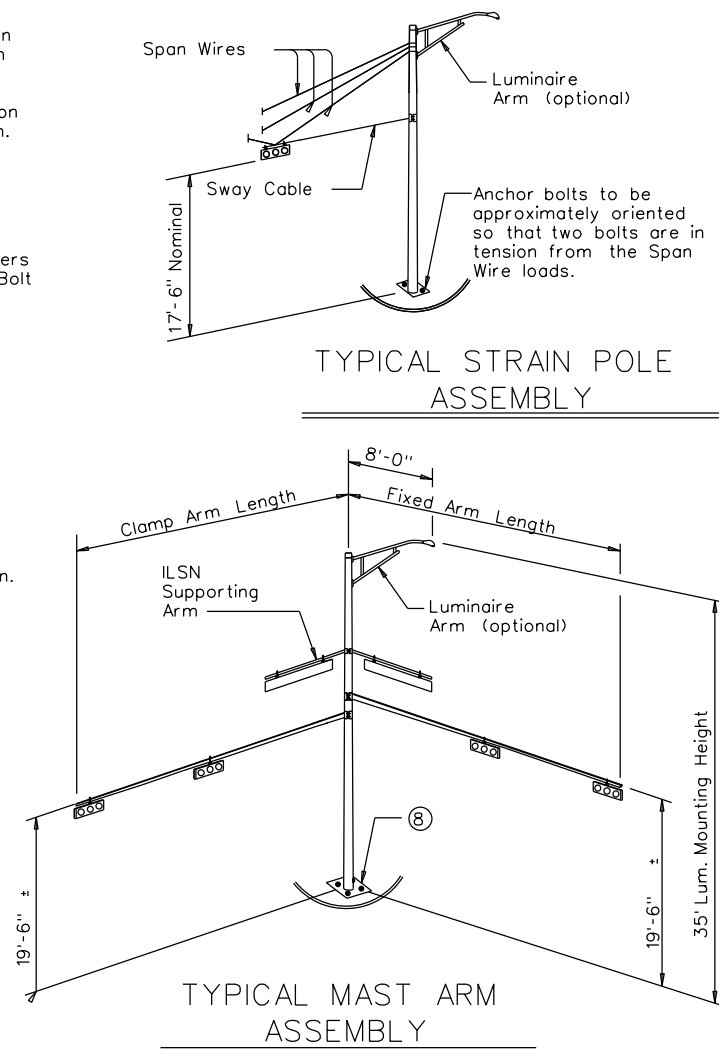 n
n
on
n.
ers
Bolt
n.
Span Wires
Luminaire
Arm (optional)
Sway Cable
17'-6" Nominal
Anchor bolts to be
approximately oriented
so that two bolts are in
tension from the Span
Wire loads.
TYPICAL STRAIN POLE
ASSEMBLY
8'-0"
Clamp Arm Length
Fixed Arm Length
ILSN
Supporting
Arm
Luminaire
Arm (optional)
35' Lum. Mounting Height
8
19'-6" ±
19'-6" ±
TYPICAL MAST ARM
ASSEMBLY